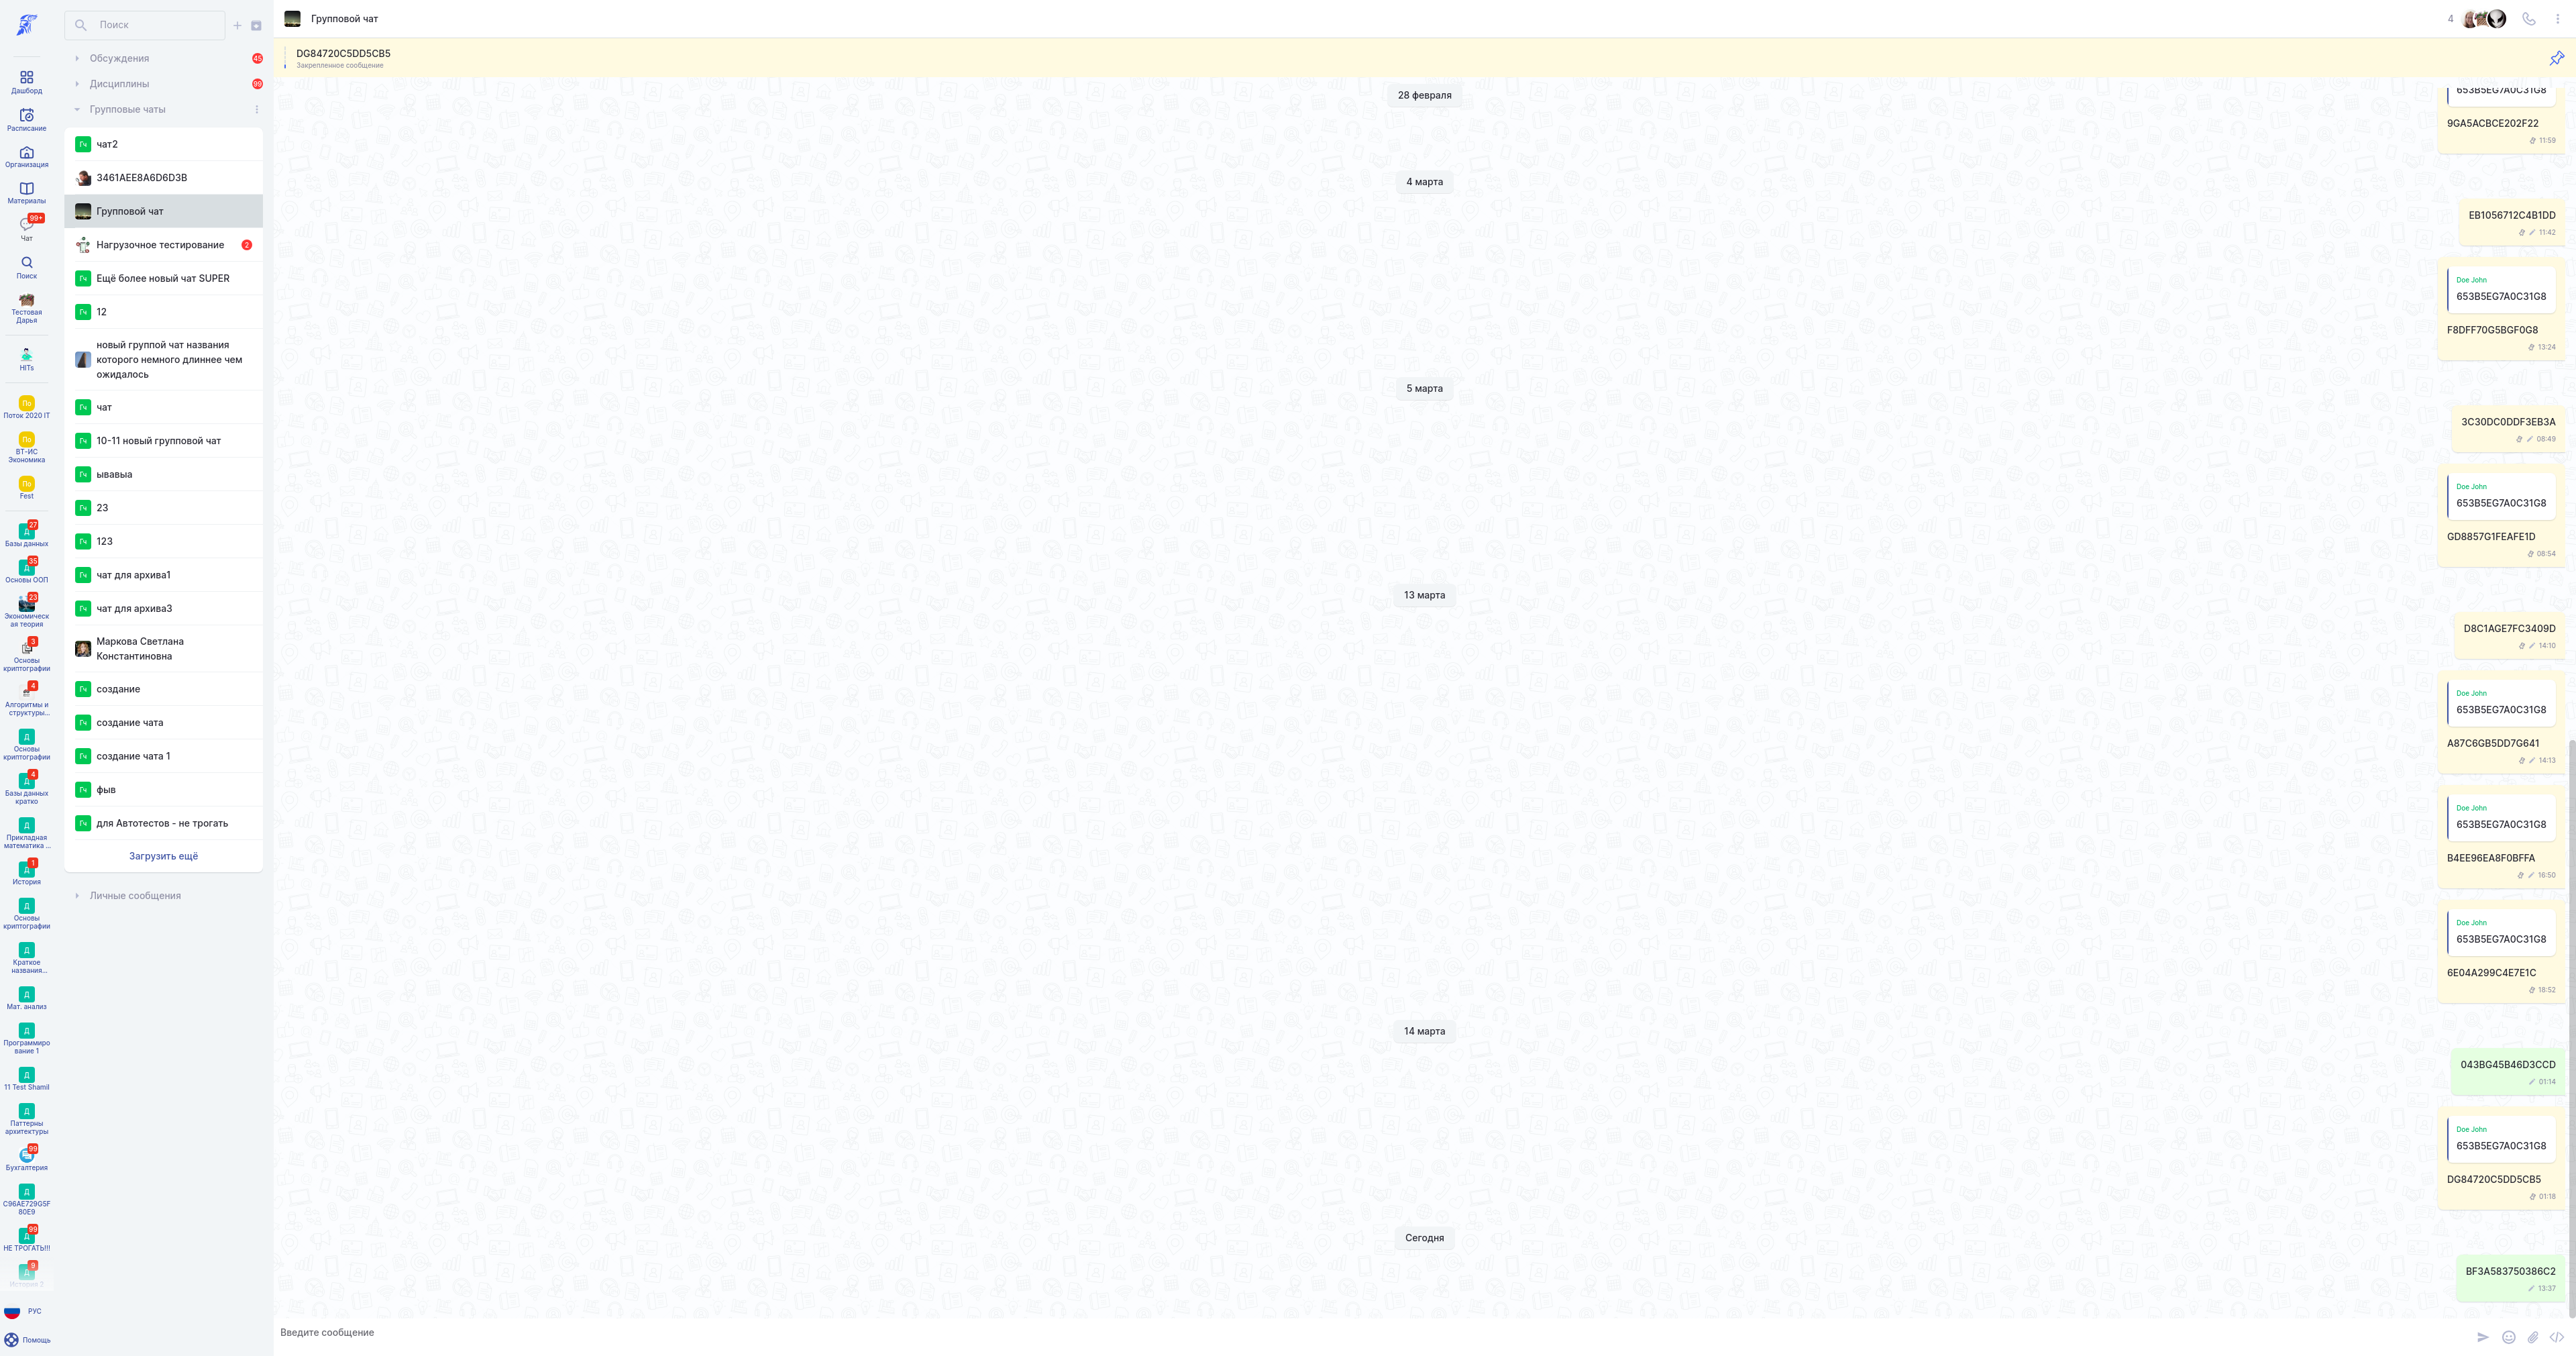 Дашборд
Расписание
Организация
Материалы
99+
Чат
Поиск
Тестовая
Дарья
HITs
По
Поток 2020 IT
По
ВТ-ИС
Экономика
По
Fest
27
Д
Базы данных
35
Д
Основы ООП
23
Экономическ
ая теория
3
Основы
криптографии
4
Алгоритмы и
структуры...
Д
Основы
криптографии
4
Д
Базы данных
кратко
Д
Прикладная
математика ...
1
Д
История
Д
Основы
криптографии
Д
Краткое
названия...
Д
Мат. анализ
Д
Программиро
вание 1
Д
11 Test Shamil
Д
Паттерны
архитектуры
99
Бухгалтерия
Д
C96AE729G5F
80E9
99
Д
НЕ ТРОГАТЬ!!!
9
Д
История 2
РУС
Помощь
Поиск
Обсуждения 45
Дисциплины 99
Групповые чаты
Гч чат2
3461AEE8A6D6D3B
Групповой чат
Нагрузочное тестирование 2
Гч Ещё более новый чат SUPER
Гч 12
новый группой чат названия
которого немного длиннее чем
ожидалось
Гч чат
Гч 10-11 новый групповой чат
Гч ывавыа
Гч 23
Гч 123
Гч чат для архива1
Гч чат для архива3
Маркова Светлана
Константиновна
Гч создание
Гч создание чата
Гч создание чата 1
Гч фыв
Гч для Автотестов - не трогать
Загрузить ещё
Личные сообщения
Групповой чат
4
DG84720C5DD5CB5
Закрепленное сообщение
28 февраля
653B5EG7A0C31G8
9GA5ACBCE202F22
11:59
4 марта
EB1056712C4B1DD
11:42
Doe John
653B5EG7A0C31G8
F8DFF70G5BGF0G8
13:24
5 марта
3C30DC0DDF3EB3A
08:49
Doe John
653B5EG7A0C31G8
GD8857G1FEAFE1D
08:54
13 марта
D8C1AGE7FC3409D
14:10
Doe John
653B5EG7A0C31G8
A87C6GB5DD7G641
14:13
Doe John
653B5EG7A0C31G8
B4EE96EA8F0BFFA
16:50
Doe John
653B5EG7A0C31G8
6E04A299C4E7E1C
18:52
14 марта
043BG45B46D3CCD
01:14
Doe John
653B5EG7A0C31G8
DG84720C5DD5CB5
01:18
Сегодня
BF3A583750386C2
13:37
Введите сообщение